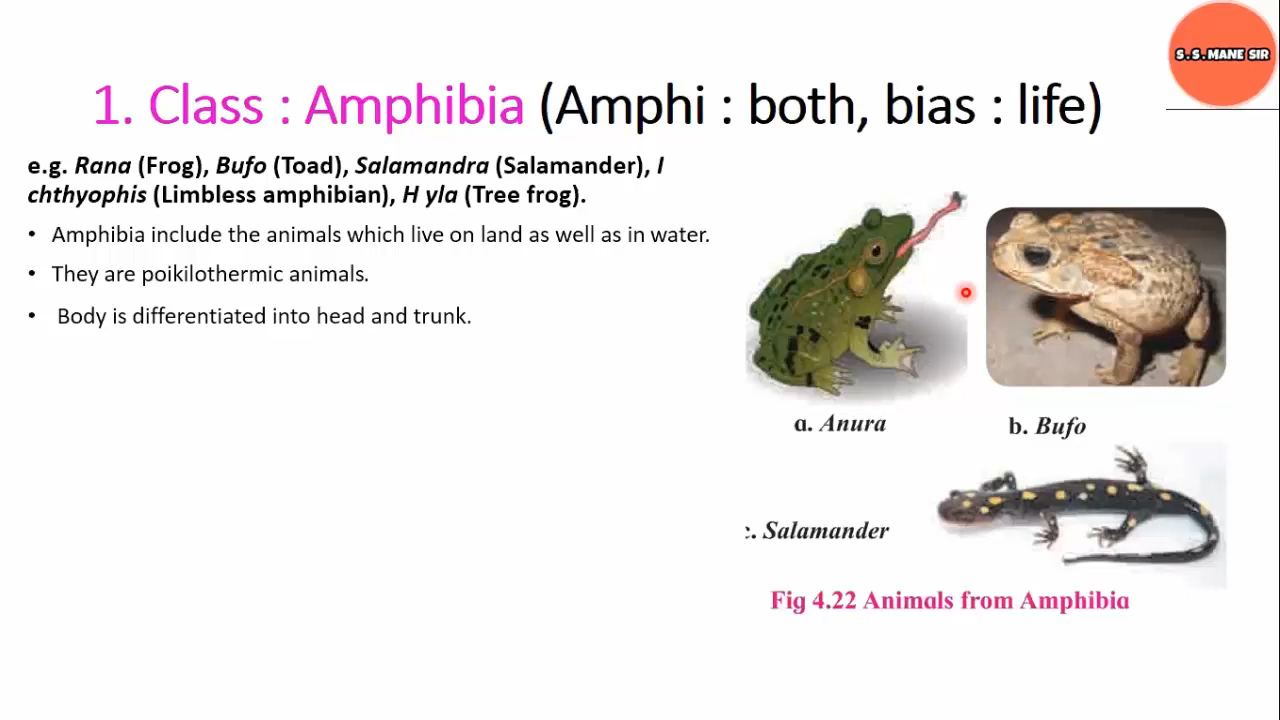 S.S.MANE SIR
1. Class : Amphibia (Amphi : both, bias : life)
e.g. Rana (Frog), Bufo (Toad), Salamandra (Salamander), I
chthyophis (Limbless amphibian), H yla (Tree frog).
• Amphibia include the animals which live on land as well as in water.
• They are poikilothermic animals.
• Body is differentiated into head and trunk.
a. Anura
b. Bufo
c. Salamander
Fig 4.22 Animals from Amphibia